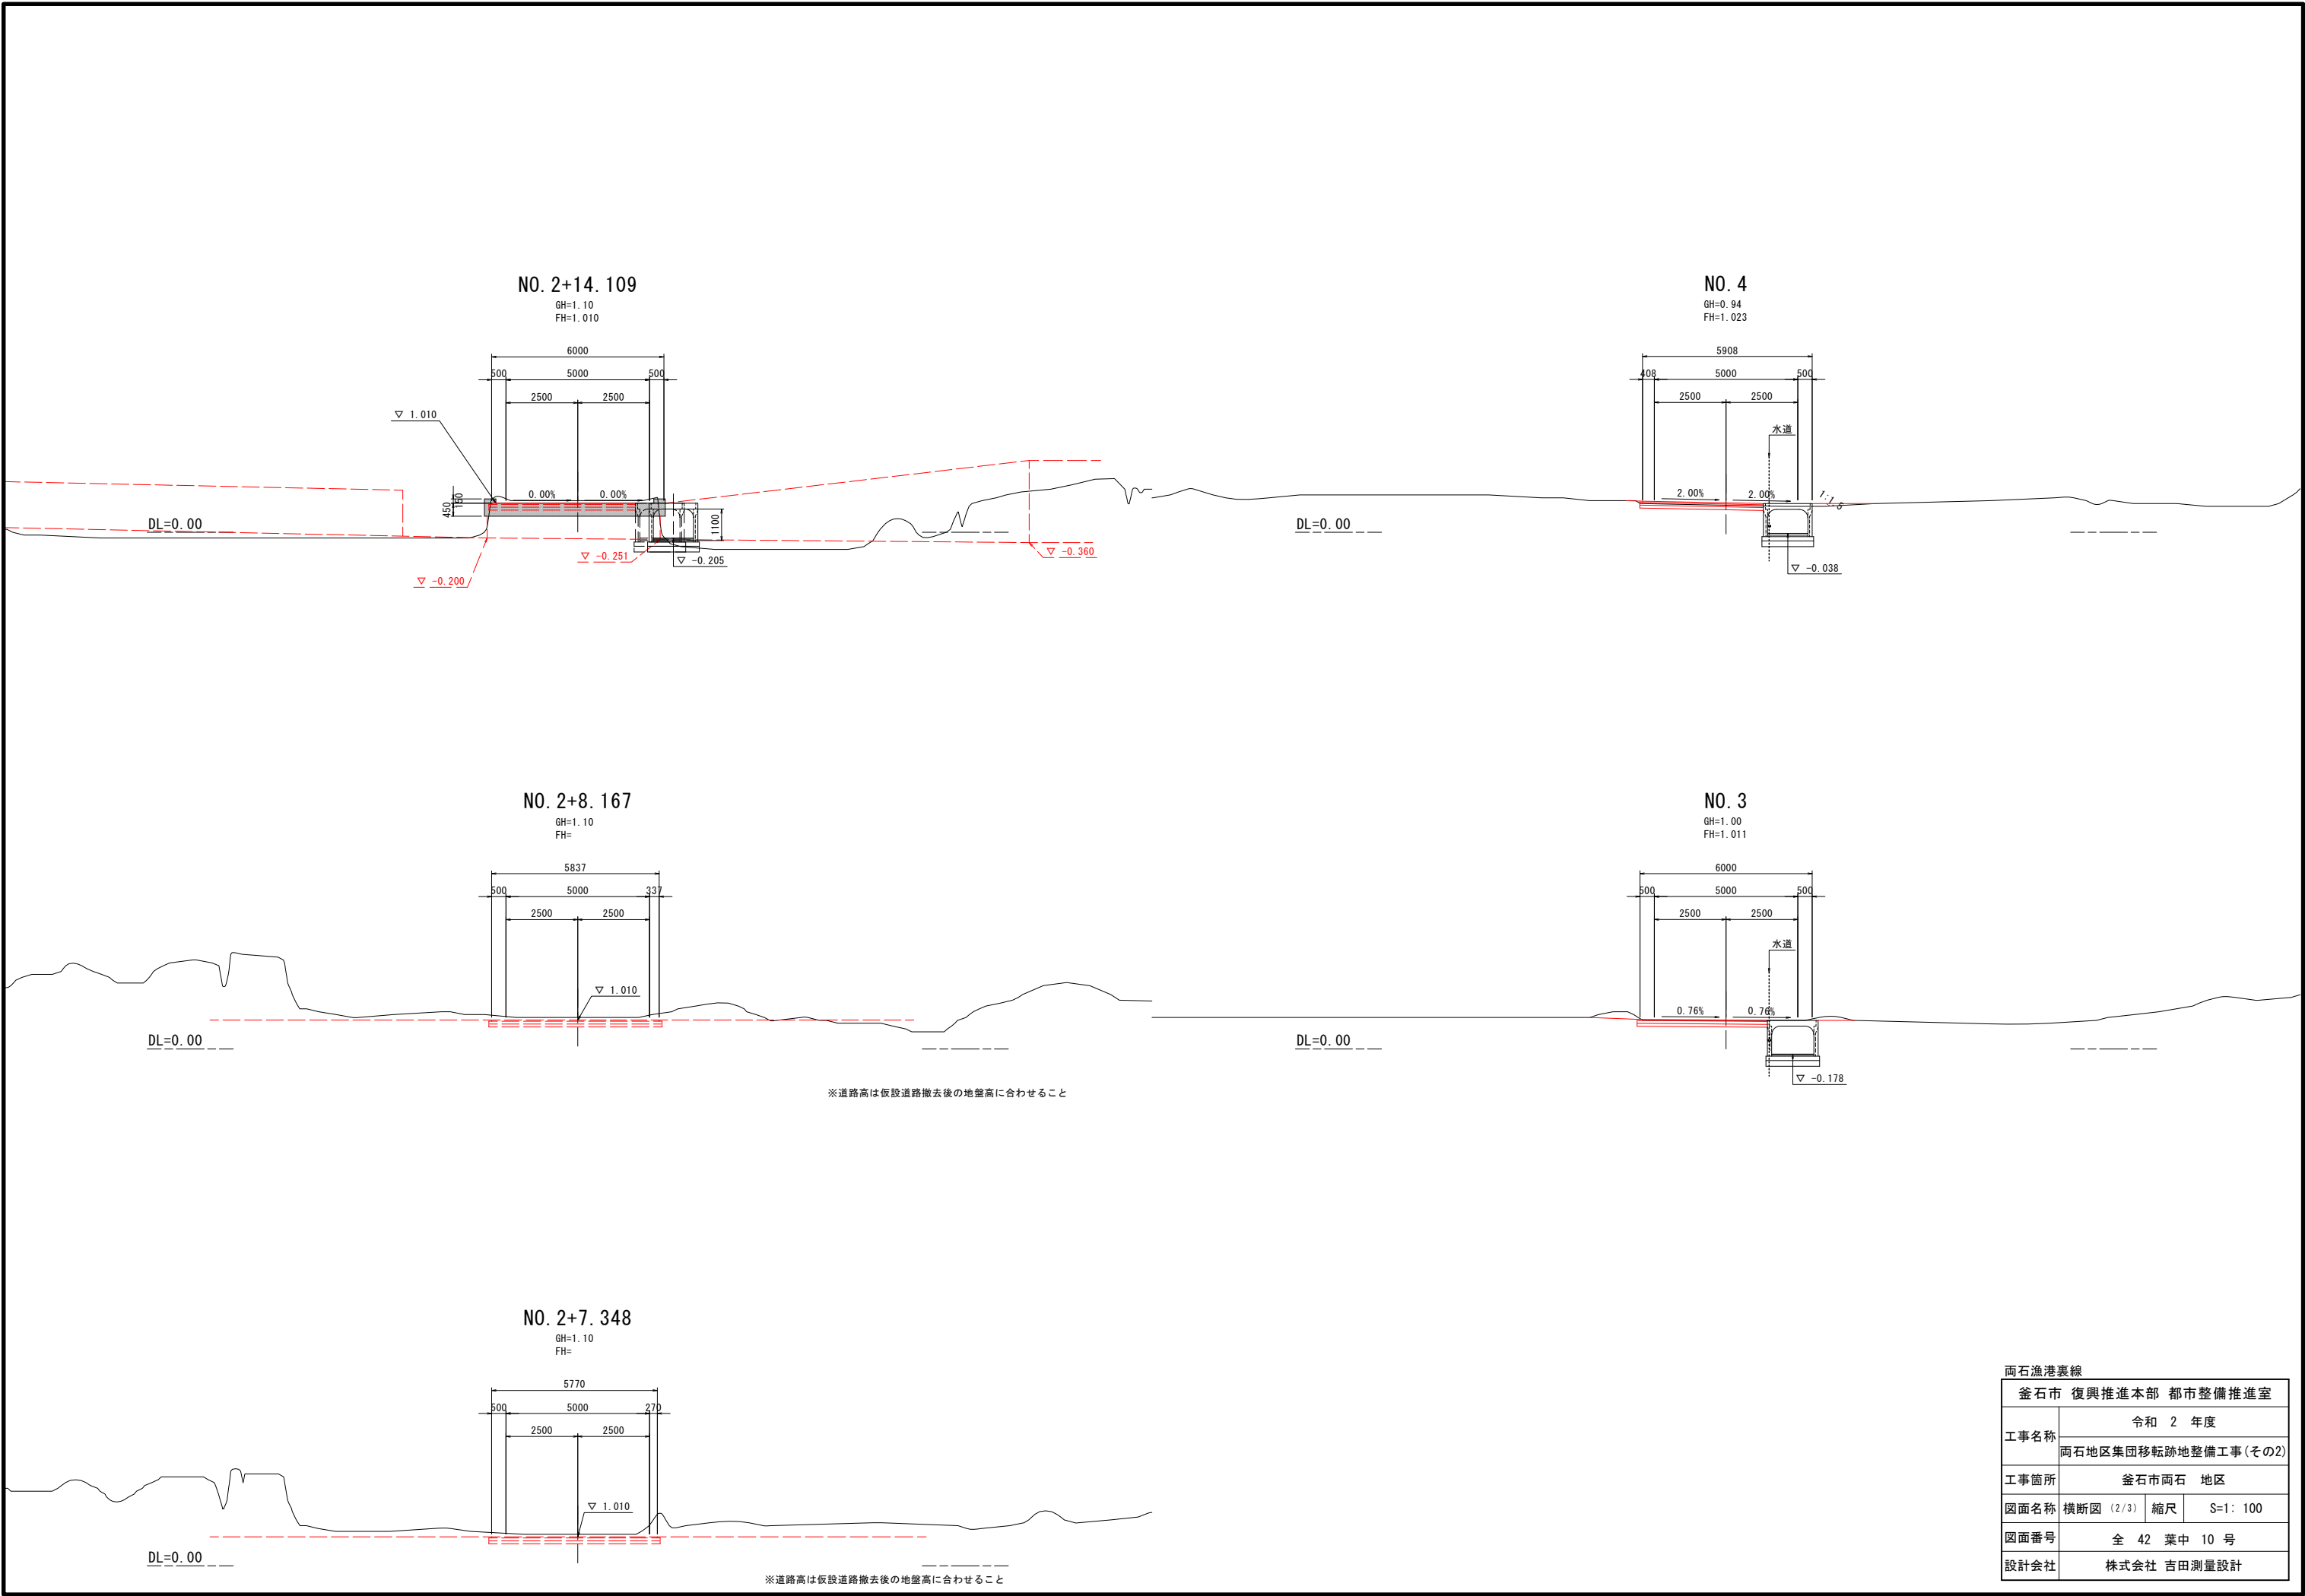 NO. 2+14. 109
GH=1. 10
FH=1. 010
6000
500
5000
500
2500
2500
▽ 1. 010
0. 00%
0. 00%
450
150
1100
DL=0. 00
▽ -0. 251
▽ -0. 205
▽ -0. 200
▽ -0. 360
NO. 4
GH=0. 94
FH=1. 023
5908
408
5000
500
2500
2500
水道
2. 00%
2. 00%
1:1.5
DL=0. 00
▽ -0. 038
NO. 2+8. 167
GH=1. 10
FH=
5837
500
5000
337
2500
2500
▽ 1. 010
DL=0. 00
※道路高は仮設道路撤去後の地盤高に合わせること
NO. 3
GH=1. 00
FH=1. 011
6000
500
5000
500
2500
2500
水道
0. 76%
0. 76%
DL=0. 00
▽ -0. 178
NO. 2+7. 348
GH=1. 10
FH=
5770
500
5000
270
2500
2500
▽ 1. 010
DL=0. 00
※道路高は仮設道路撤去後の地盤高に合わせること
両石漁港裏線
釜石市 復興推進本部 都市整備推進室
工事名称
令和 2 年度
両石地区集団移転跡地整備工事(その2)
工事箇所 釜石市両石 地区
図面名称 横断図 (2/3) 縮尺 S=1: 100
図面番号 全 42 葉中 10 号
設計会社 株式会社 吉田測量設計